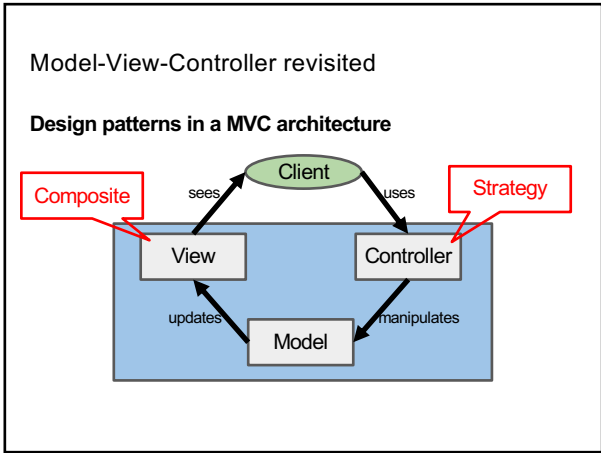 Model-View-Controller revisited
Design patterns in a MVC architecture
Client
sees
uses
Composite
Strategy
View
Controller
updates
manipulates
Model